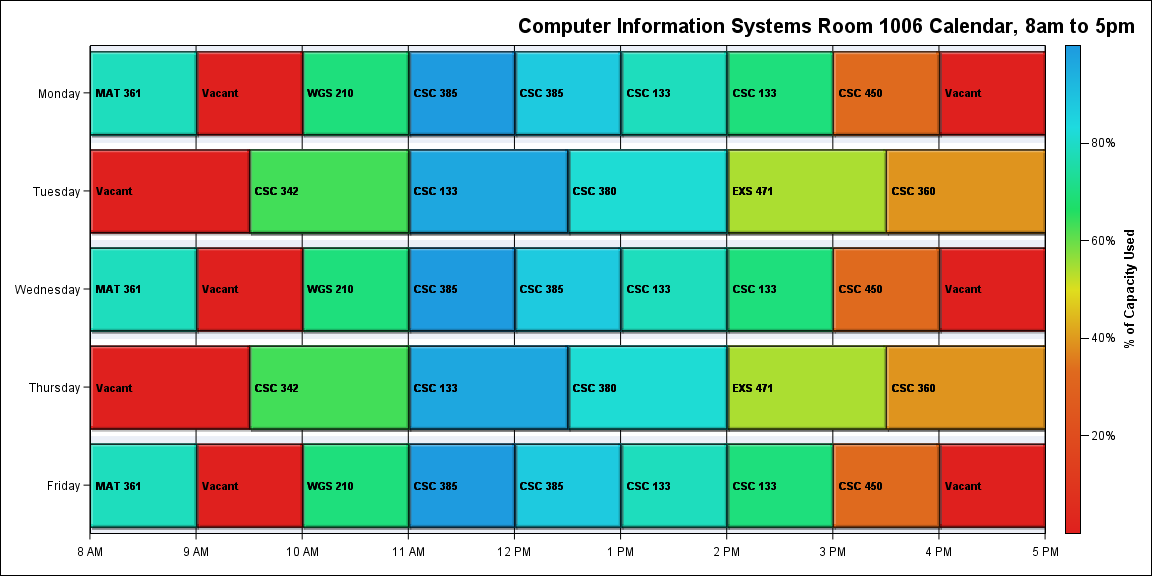 Computer Information Systems Room 1006 Calendar, 8am to 5pm
Monday
MAT 361
Vacant
WGS 210
CSC 385
CSC 385
CSC 133
CSC 133
CSC 450
Vacant
Tuesday
Vacant
CSC 342
CSC 133
CSC 380
EXS 471
CSC 360
Wednesday
MAT 361
Vacant
WGS 210
CSC 385
CSC 385
CSC 133
CSC 133
CSC 450
Vacant
Thursday
Vacant
CSC 342
CSC 133
CSC 380
EXS 471
CSC 360
Friday
MAT 361
Vacant
WGS 210
CSC 385
CSC 385
CSC 133
CSC 133
CSC 450
Vacant
8 AM
9 AM
10 AM
11 AM
12 PM
1 PM
2 PM
3 PM
4 PM
5 PM
80%
60%
40%
20%
% of Capacity Used